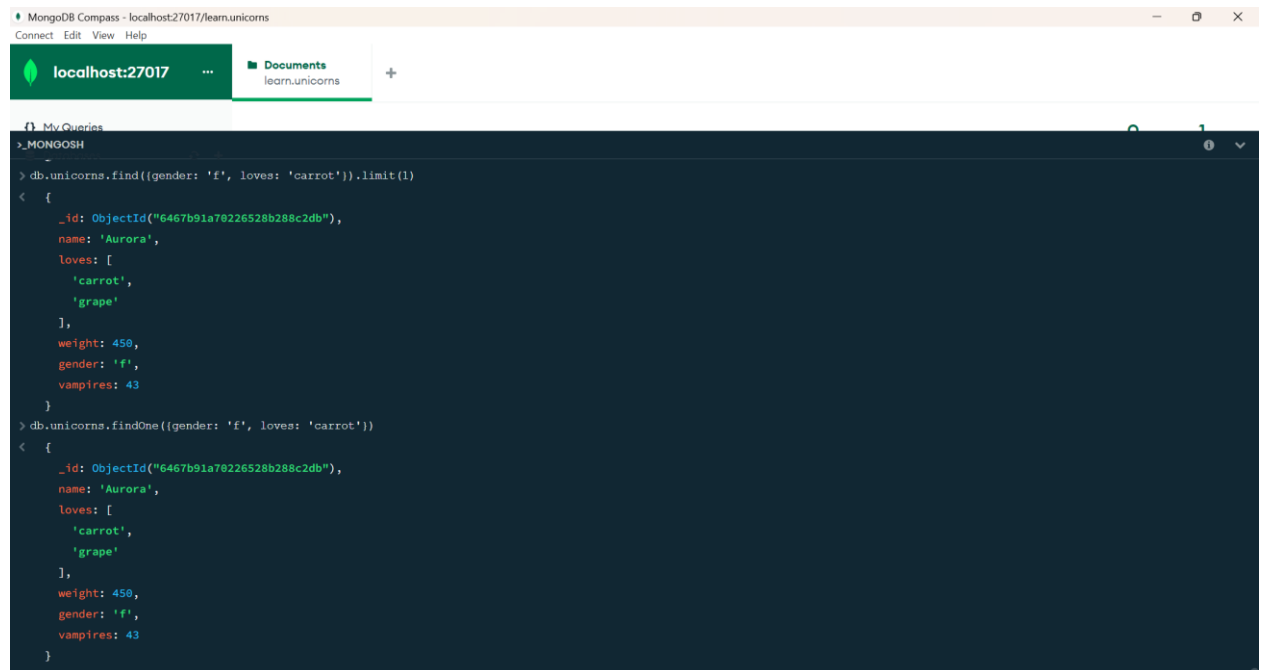 MongoDB Compass - localhost:27017/learn.unicorns
Connect Edit View Help
localhost:27017 ...
Documents
learn.unicorns
+
{} My Queries
>_MONGOSH
> db.unicorns.find({gender: 'f', loves: 'carrot'}).limit(1)
< {
_id: ObjectId("6467b91a70226528b288c2db"),
name: 'Aurora',
loves: [
'carrot',
'grape'
],
weight: 450,
gender: 'f',
vampires: 43
}
> db.unicorns.findOne({gender: 'f', loves: 'carrot'})
< {
_id: ObjectId("6467b91a70226528b288c2db"),
name: 'Aurora',
loves: [
'carrot',
'grape'
],
weight: 450,
gender: 'f',
vampires: 43
}